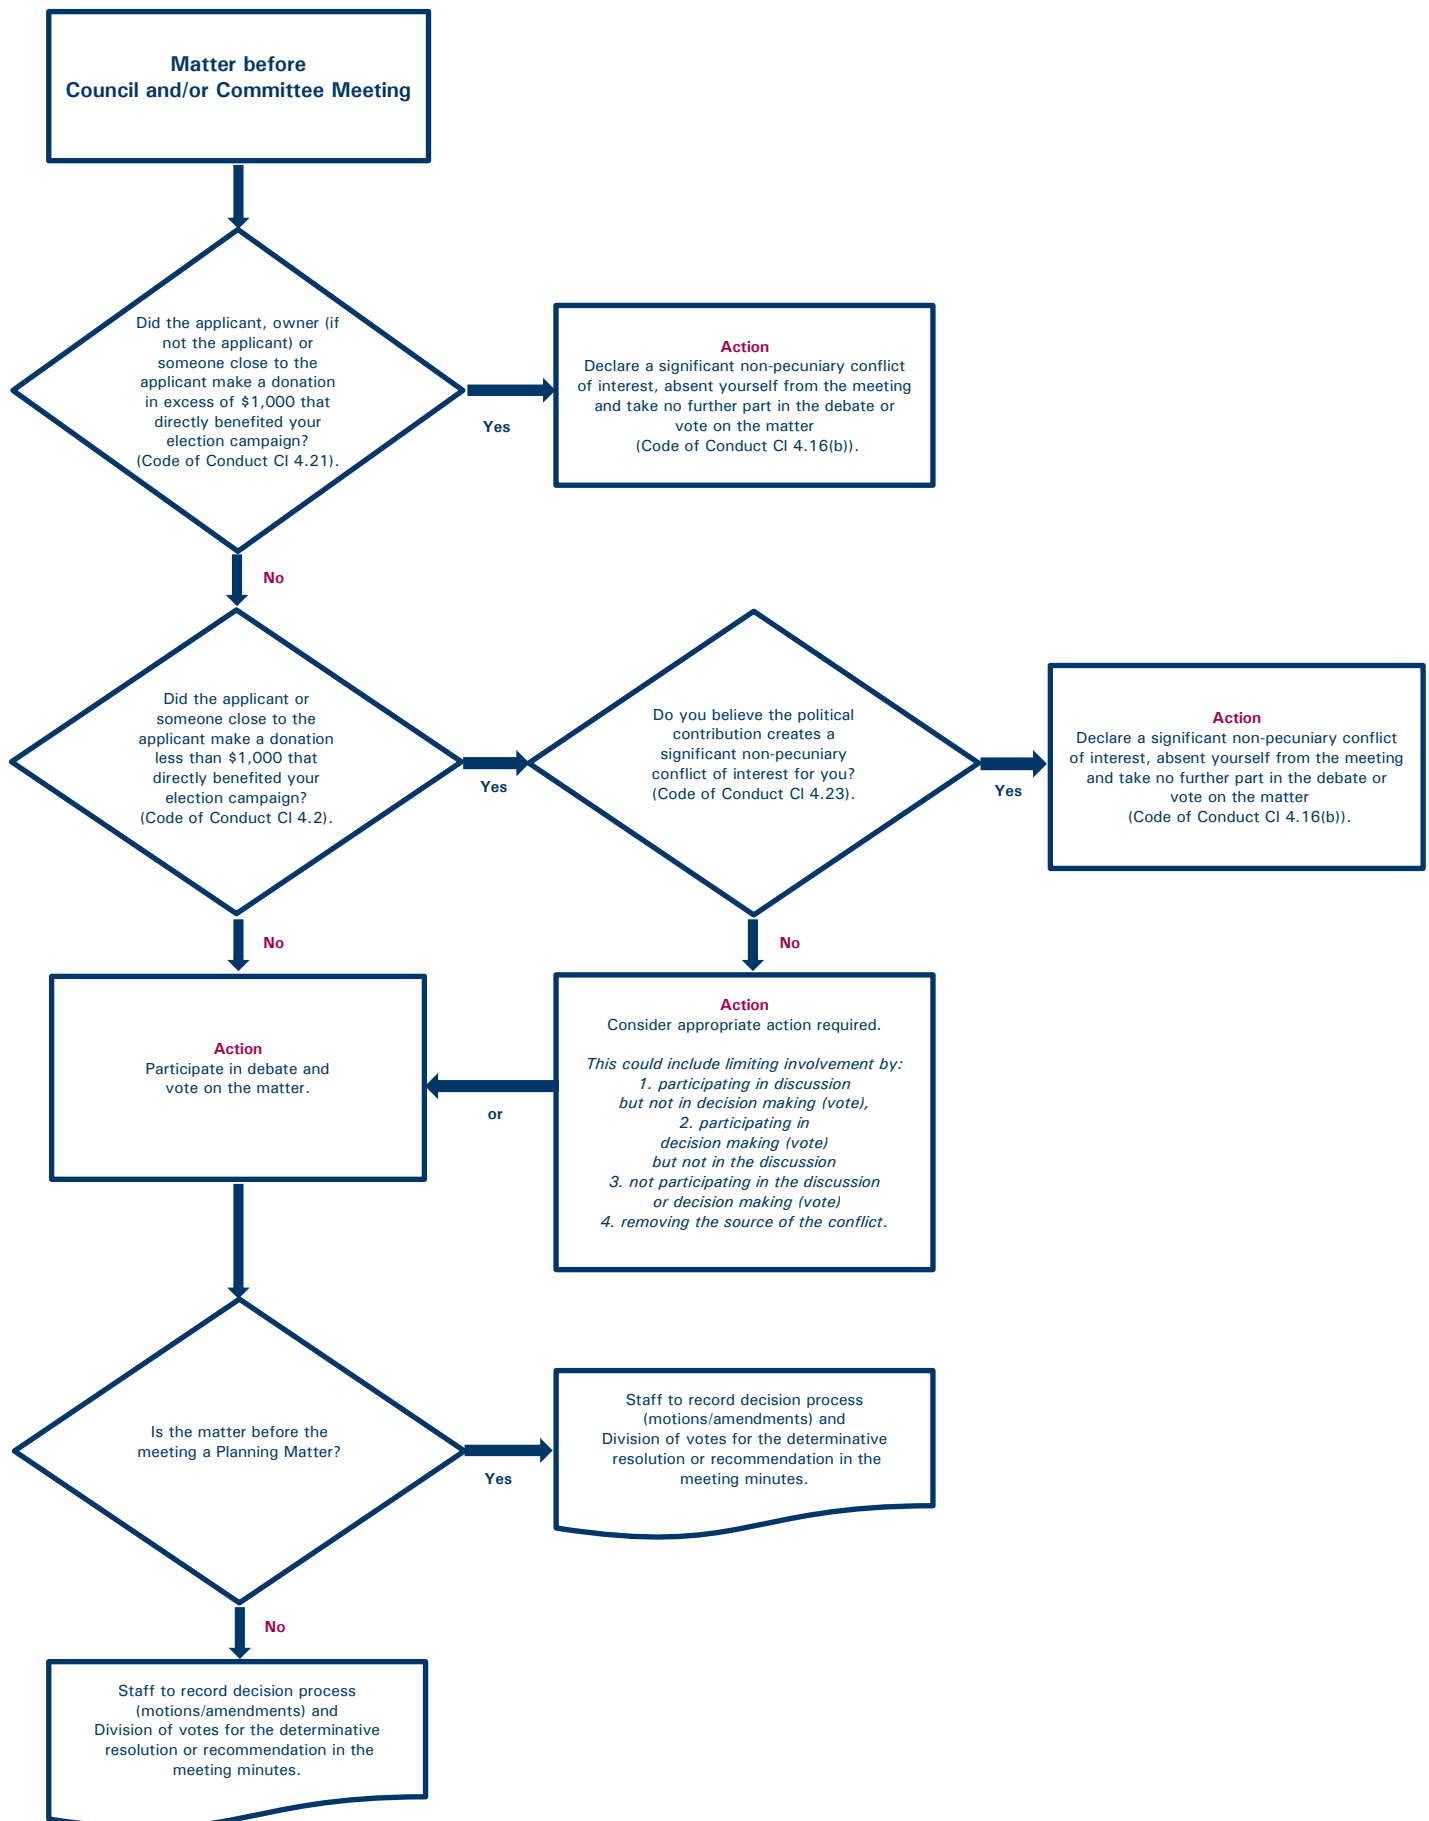 Matter before
Council and/or Committee Meeting
Did the applicant, owner (if
not the applicant) or
someone close to the
applicant make a donation
in excess of $1,000 that
directly benefited your
election campaign?
(Code of Conduct Cl 4.21).
Yes
Action
Declare a significant non-pecuniary conflict
of interest, absent yourself from the meeting
and take no further part in the debate or
vote on the matter
(Code of Conduct Cl 4.16(b)).
No
Did the applicant or
someone close to the
applicant make a donation
less than $1,000 that
directly benefited your
election campaign?
(Code of Conduct Cl 4.2).
Yes
Do you believe the political
contribution creates a
significant non-pecuniary
conflict of interest for you?
(Code of Conduct Cl 4.23).
Yes
Action
Declare a significant non-pecuniary conflict
of interest, absent yourself from the meeting
and take no further part in the debate or
vote on the matter
(Code of Conduct Cl 4.16(b)).
No
No
Action
Participate in debate and
vote on the matter.
or
Action
Consider appropriate action required.
This could include limiting involvement by:
1. participating in discussion
but not in decision making (vote),
2. participating in
decision making (vote)
but not in the discussion
3. not participating in the discussion
or decision making (vote)
4. removing the source of the conflict.
Is the matter before the
meeting a Planning Matter?
Yes
Staff to record decision process
(motions/amendments) and
Division of votes for the determinative
resolution or recommendation in the
meeting minutes.
No
Staff to record decision process
(motions/amendments) and
Division of votes for the determinative
resolution or recommendation in the
meeting minutes.